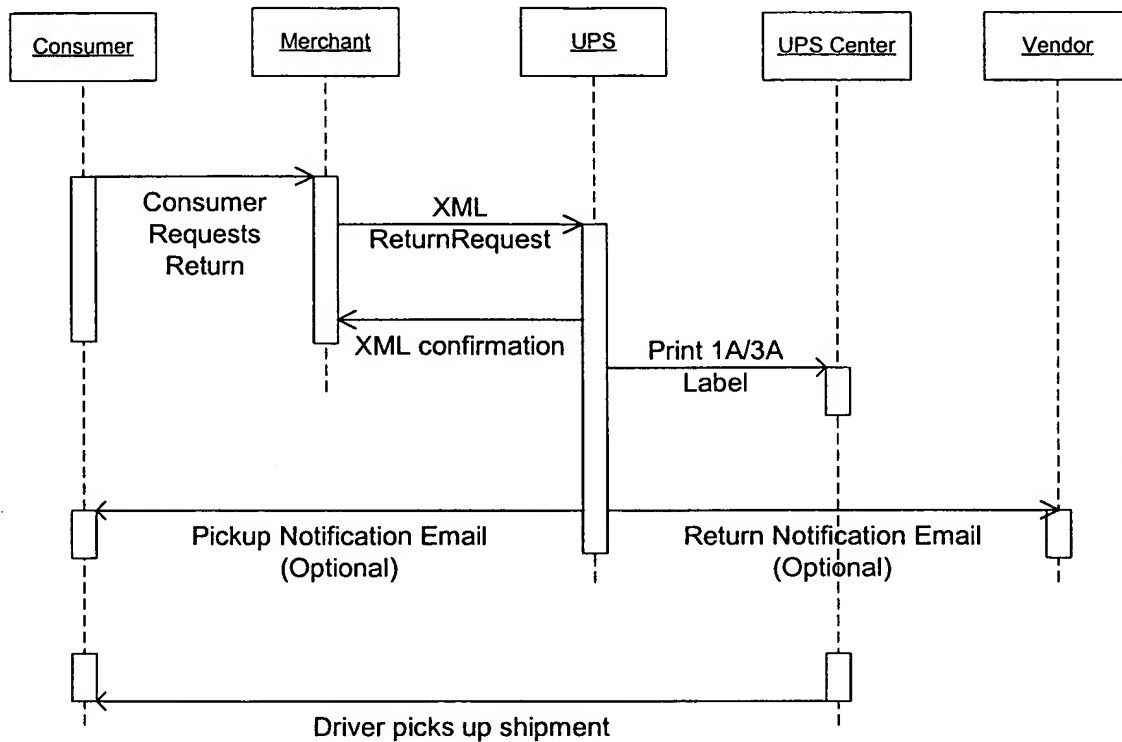 Consumer
Merchant
UPS
UPS Center
Vendor
Consumer
Requests
Return
XML
ReturnRequest
XML confirmation
Print 1A/3A
Label
Pickup Notification Email
(Optional)
Return Notification Email
(Optional)
Driver picks up shipment